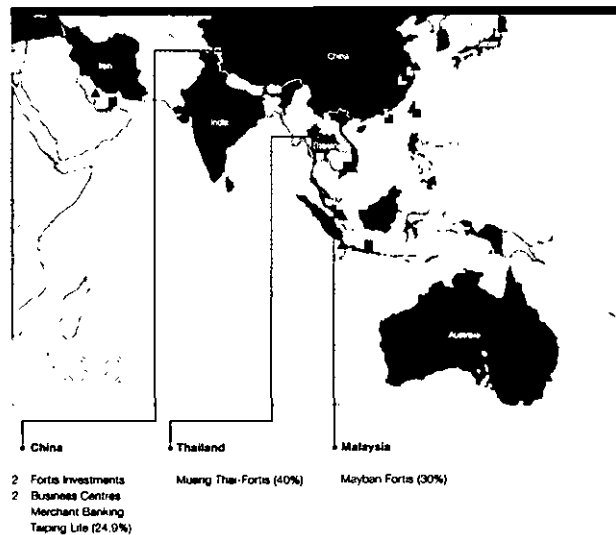 Iran
China
India
Australia
China
2 Fortis Investments
2 Business Centres
Merchant Banking
Taiping Life (24.9%)
Thailand
Muang Thai-Fortis (40%)
Malaysia
Mayban Fortis (30%)